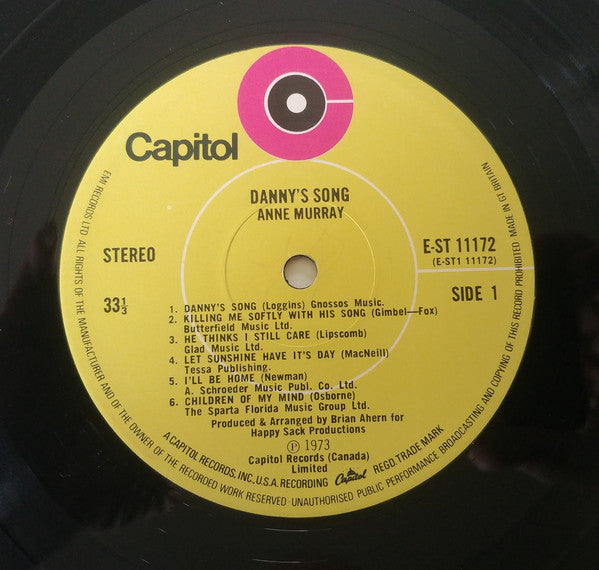 Capitol
DANNY'S SONG
ANNE MURRAY
STEREO
E-ST 11172
(E-ST1 11172)
33⅓
SIDE 1
1. DANNY'S SONG (Loggins) Gnossos Music.
2. KILLING ME SOFTLY WITH HIS SONG (Gimbel—Fox)
Butterfield Music Ltd.
3. HE THINKS I STILL CARE (Lipscomb)
Glad Music Ltd.
4. LET SUNSHINE HAVE IT'S DAY (MacNeill)
Tessa Publishing.
5. I'LL BE HOME (Newman)
A. Schroeder Music Publ. Co. Ltd.
6. CHILDREN OF MY MIND (Osborne)
The Sparta Florida Music Group Ltd.
Produced & Arranged by Brian Ahern for
Happy Sack Productions
℗ 1973
Capitol Records (Canada)
Limited
A CAPITOL RECORDS, INC. U.S.A. RECORDING Capitol REGD. TRADE MARK
EMI RECORDS LTD ALL RIGHTS OF THE MANUFACTURER AND OF THE OWNER OF THE RECORDED WORK RESERVED · UNAUTHORISED PUBLIC PERFORMANCE BROADCASTING AND COPYING OF THIS RECORD PROHIBITED MADE IN GT BRITAIN